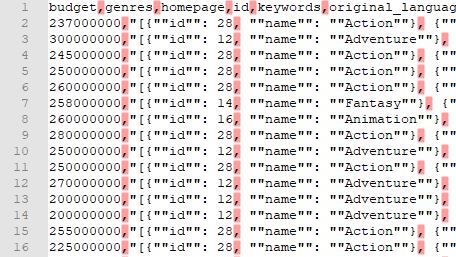 1 budget,genres,homepage,id,keywords,original_languag
2 237000000,"[{""id"": 28, ""name"": ""Action""}, {""
3 300000000,"[{""id"": 12, ""name"": ""Adventure""},
4 245000000,"[{""id"": 28, ""name"": ""Action""}, {""
5 250000000,"[{""id"": 28, ""name"": ""Action""}, {""
6 260000000,"[{""id"": 28, ""name"": ""Action""}, {""
7 258000000,"[{""id"": 14, ""name"": ""Fantasy""}, {"
8 260000000,"[{""id"": 16, ""name"": ""Animation""},
9 280000000,"[{""id"": 28, ""name"": ""Action""}, {""
10 250000000,"[{""id"": 12, ""name"": ""Adventure""},
11 250000000,"[{""id"": 28, ""name"": ""Action""}, {""
12 270000000,"[{""id"": 12, ""name"": ""Adventure""},
13 200000000,"[{""id"": 12, ""name"": ""Adventure""},
14 200000000,"[{""id"": 12, ""name"": ""Adventure""},
15 255000000,"[{""id"": 28, ""name"": ""Action""}, {""
16 225000000,"[{""id"": 28, ""name"": ""Action""}, {""